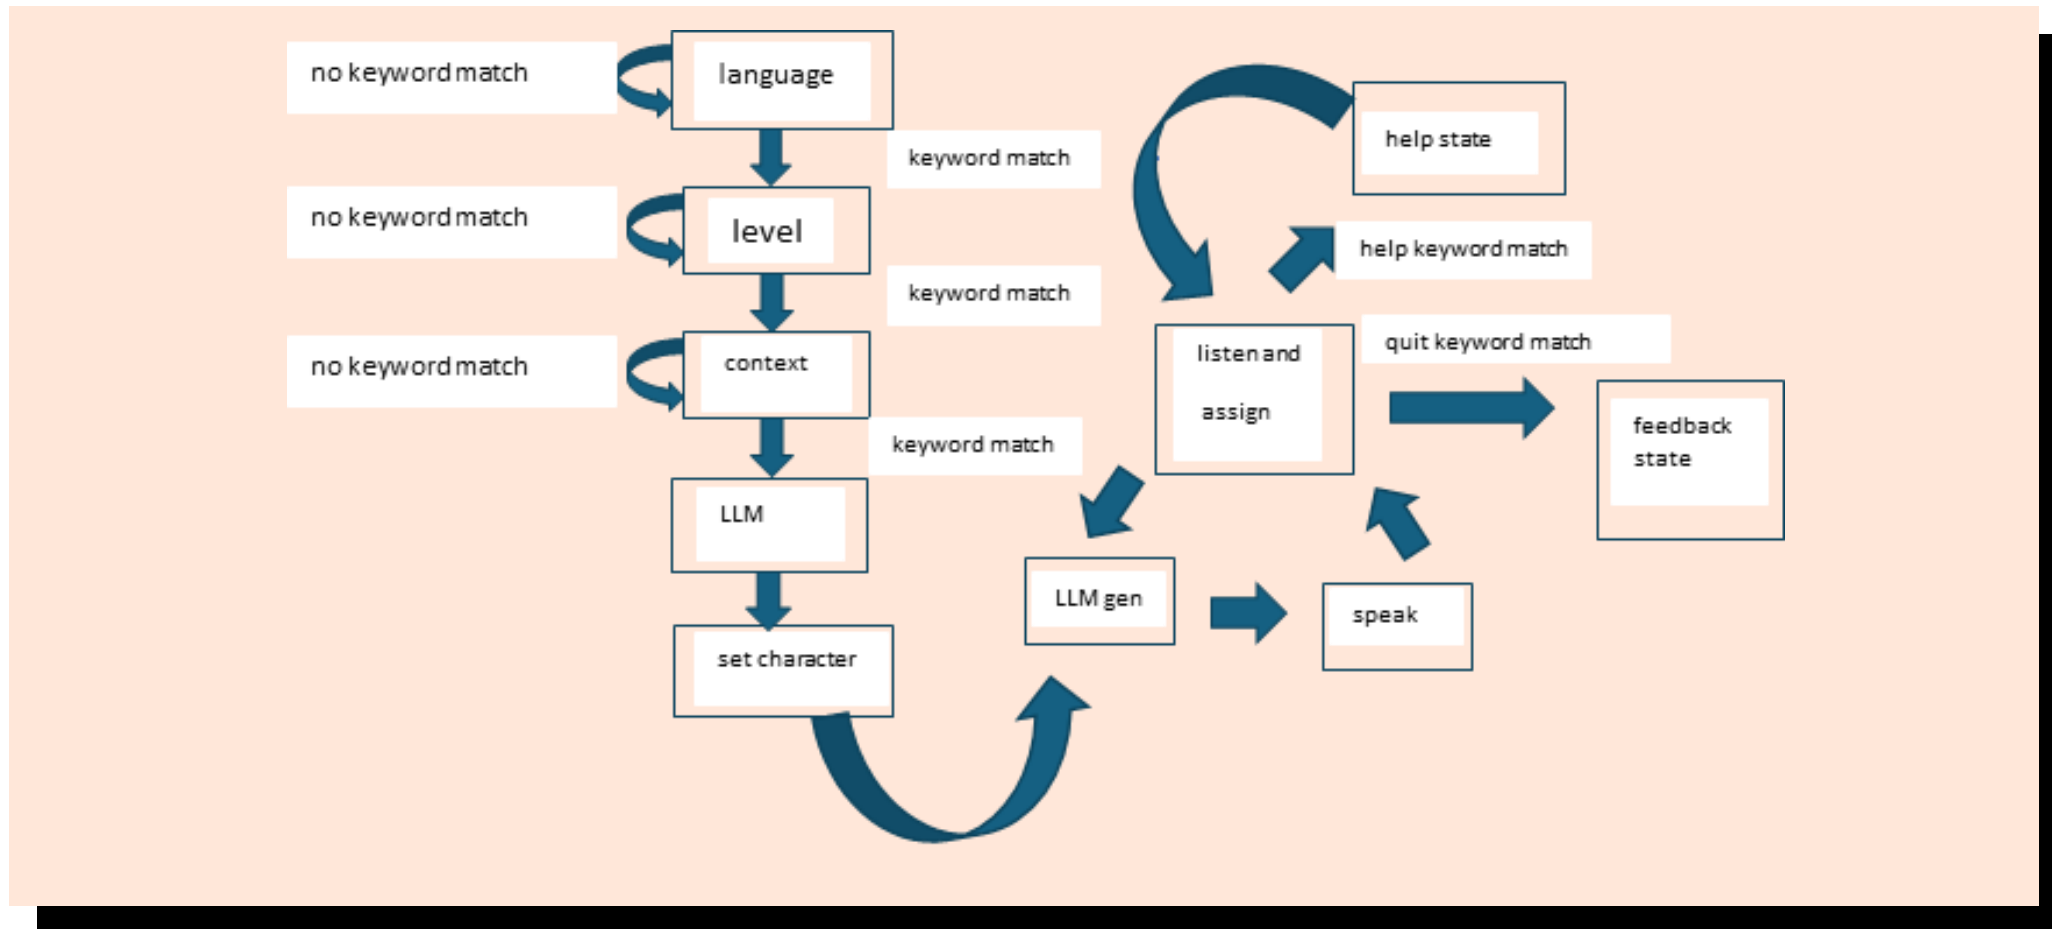 no keyword match
language
keyword match
no keyword match
level
keyword match
no keyword match
context
keyword match
LLM
set character
help state
help keyword match
listen and
assign
quit keyword match
feedback
state
LLM gen
speak